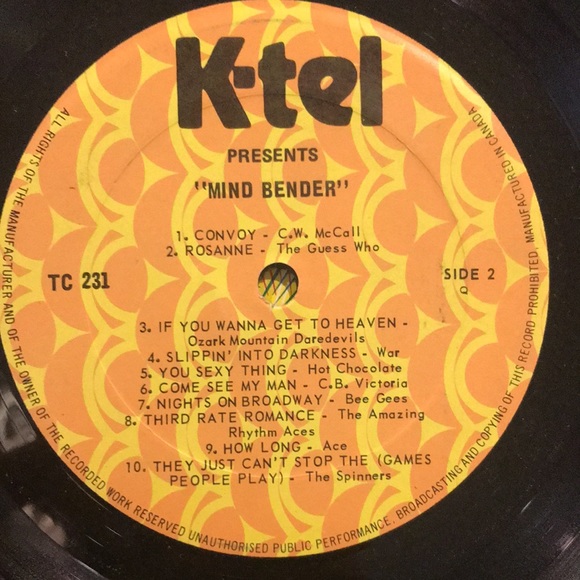 K-tel
PRESENTS
"MIND BENDER"
1. CONVOY - C.W. McCall
2. ROSANNE - The Guess Who
TC 231
SIDE 2
Q
3. IF YOU WANNA GET TO HEAVEN -
Ozark Mountain Daredevils
4. SLIPPIN' INTO DARKNESS - War
5. YOU SEXY THING - Hot Chocolate
6. COME SEE MY MAN - C.B. Victoria
7. NIGHTS ON BROADWAY - Bee Gees
8. THIRD RATE ROMANCE - The Amazing
Rhythm Aces
9. HOW LONG - Ace
10. THEY JUST CAN'T STOP THE (GAMES
PEOPLE PLAY) - The Spinners
ALL RIGHTS OF THE MANUFACTURER AND OF THE OWNER OF THE RECORDED WORK RESERVED UNAUTHORISED PUBLIC PERFORMANCE, BROADCASTING AND COPYING OF THIS RECORD PROHIBITED. MANUFACTURED IN CANADA